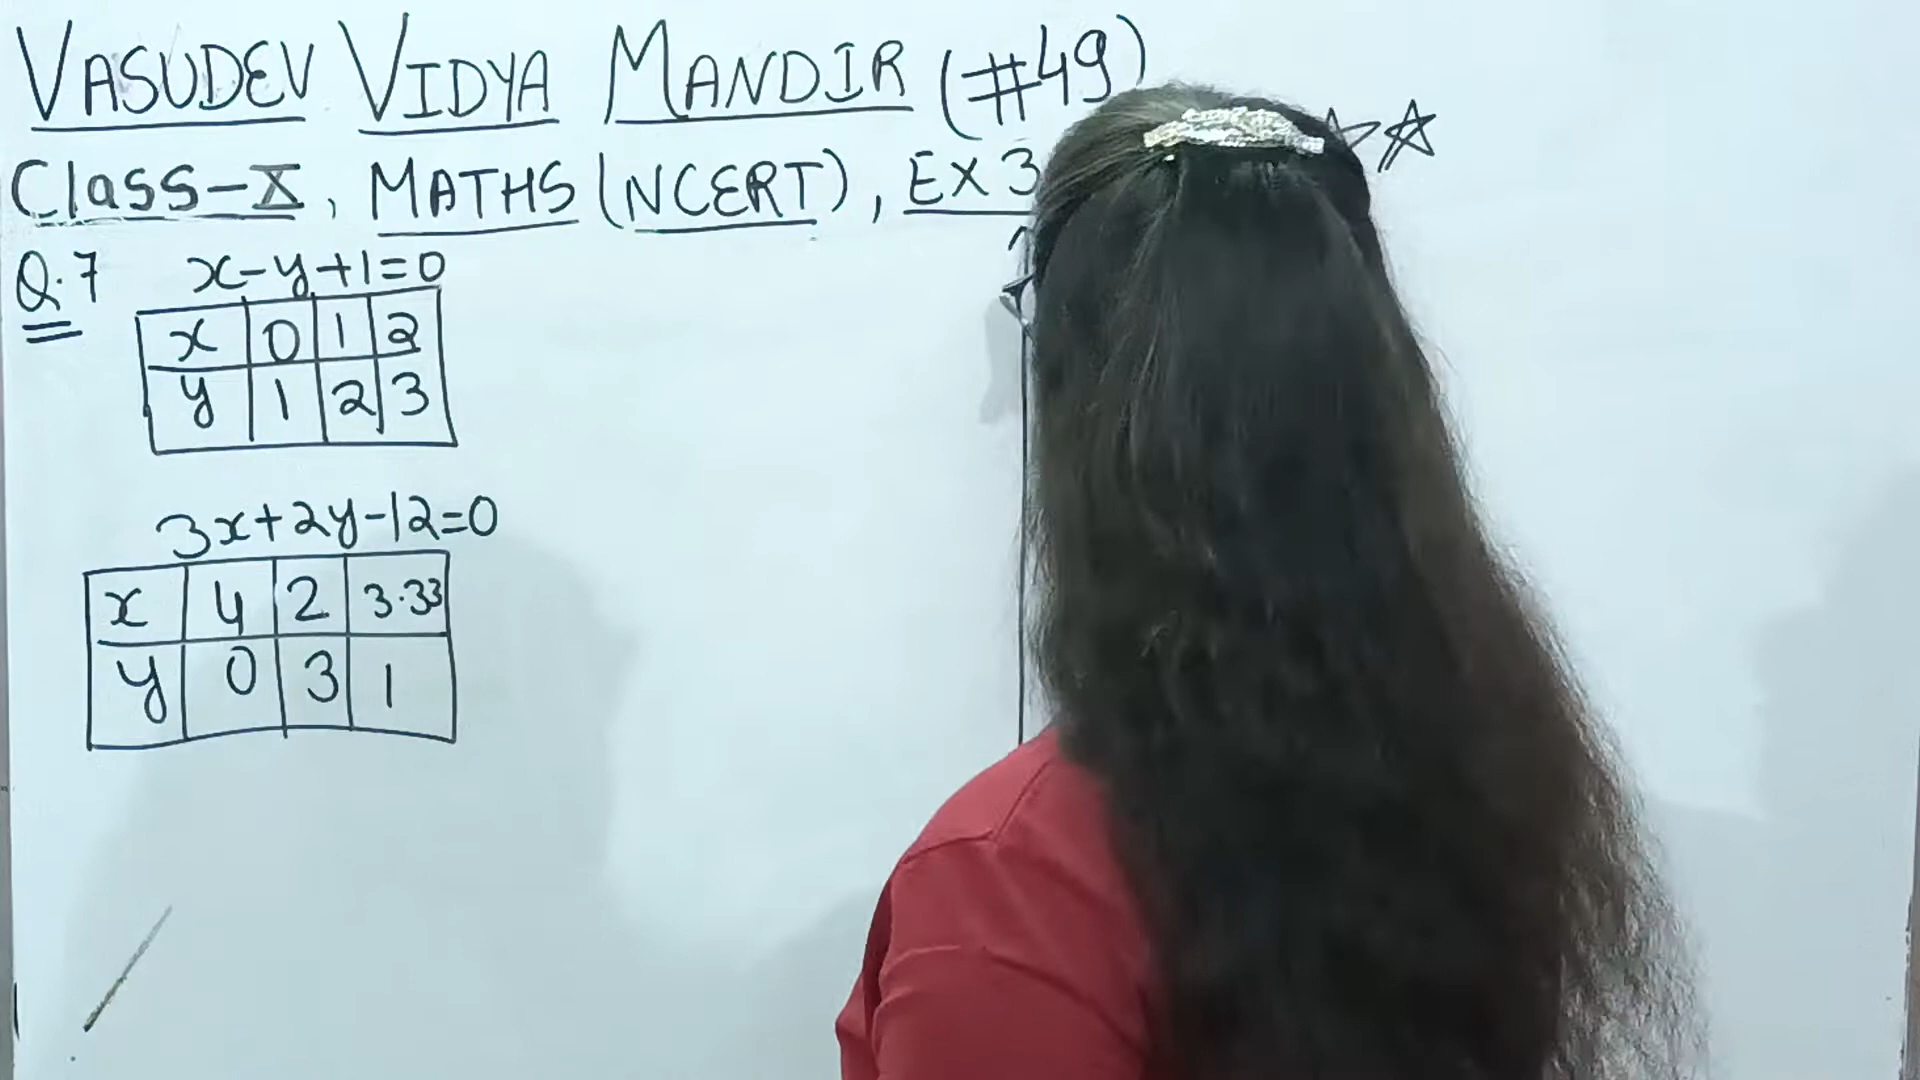 VASUDEV VIDYA MANDIR (#49)
Class-X, MATHS (NCERT), EX 3
Q.7 x-y+1=0
x 0 1 2
y 1 2 3
3x+2y-12=0
x 4 2 3.33
y 0 3 1